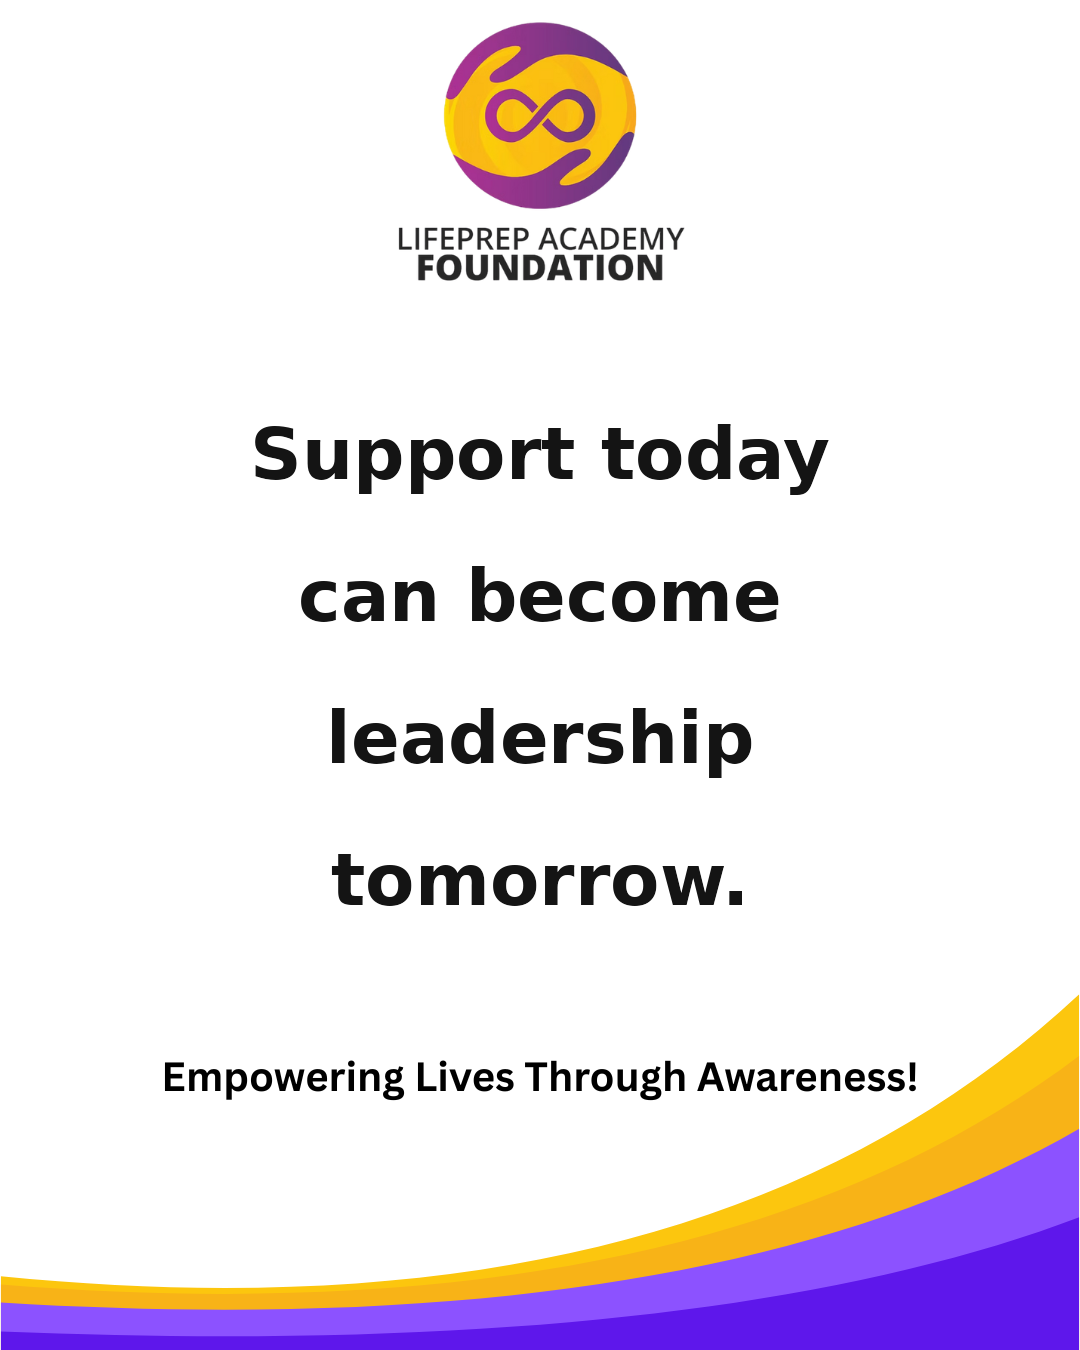 LIFEPREP ACADEMY
FOUNDATION
Support today
can become
leadership
tomorrow.
Empowering Lives Through Awareness!